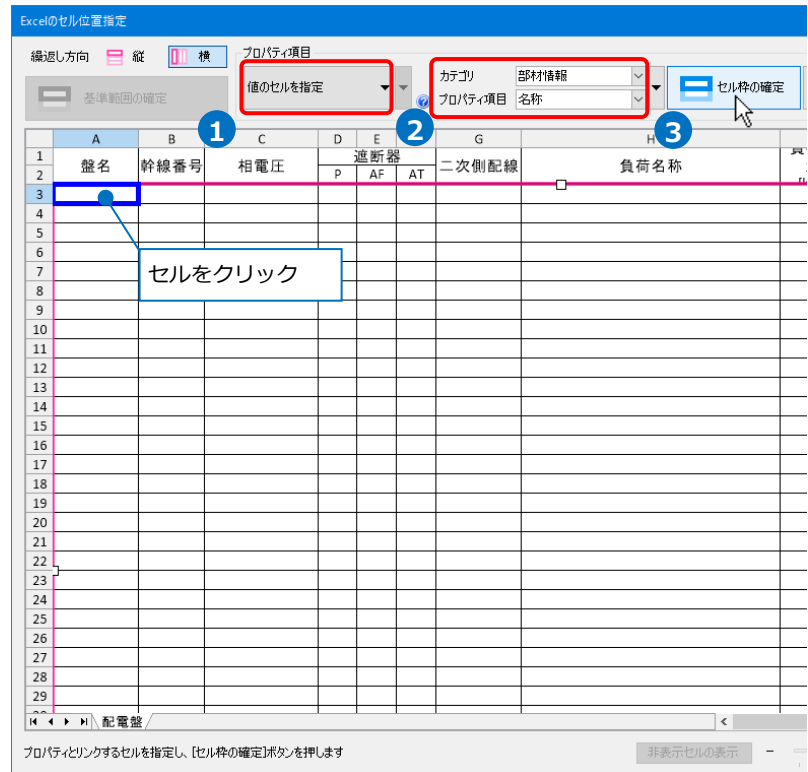 Excelのセル位置指定
繰返し方向 縦 横 プロパティ項目
基準範囲の確定
値のセルを指定
カテゴリ 部材情報
プロパティ項目 名称
セル枠の確定
1 2 3
A B C D E G H
1 盤名 幹線番号 相電圧 遮断器 二次側配線 負荷名称
2 P AF AT
3
4
5
6
7 セルをクリック
8
9
10
11
12
13
14
15
16
17
18
19
20
21
22
23
24
25
26
27
28
29
配電盤
プロパティとリンクするセルを指定し、[セル枠の確定]ボタンを押します 非表示セルの表示